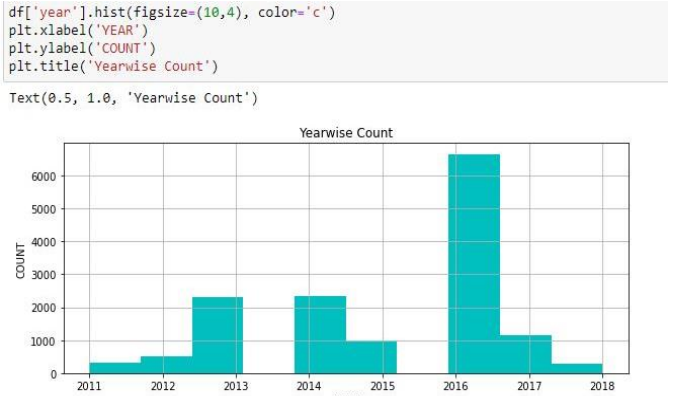 df['year'].hist(figsize=(10,4), color='c')
plt.xlabel('YEAR')
plt.ylabel('COUNT')
plt.title('Yearwise Count')
Text(0.5, 1.0, 'Yearwise Count')
Yearwise Count
6000
5000
4000
3000
2000
1000
0
COUNT
2011 2012 2013 2014 2015 2016 2017 2018